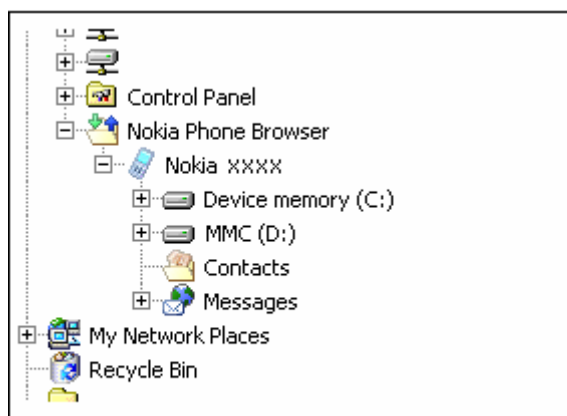 Control Panel
Nokia Phone Browser
Nokia xxxx
Device memory (C:)
MMC (D:)
Contacts
Messages
My Network Places
Recycle Bin